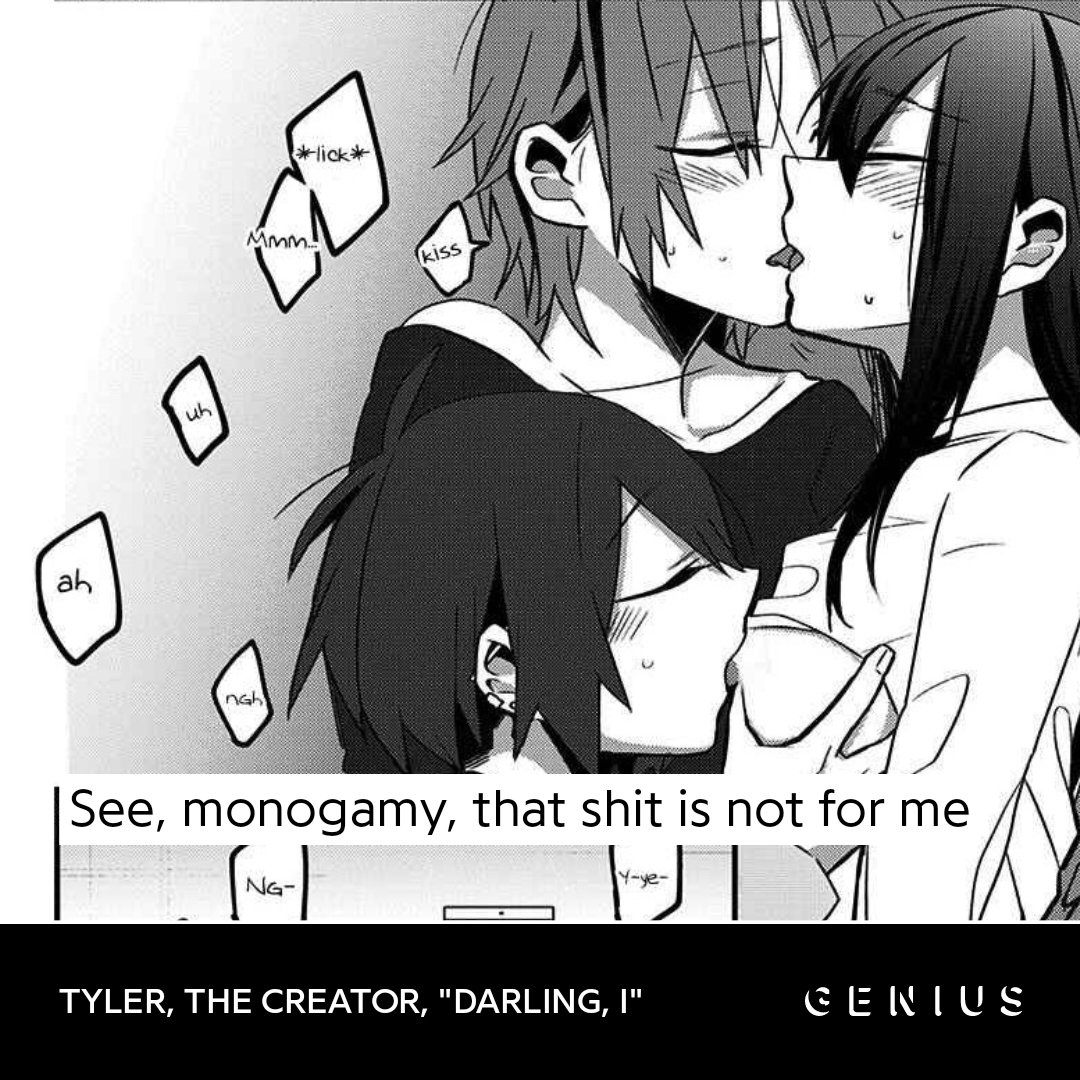 *lick*
Mmm...
kiss
uh
ah
NGH
See, monogamy, that shit is not for me
NG-
Y-ye-
TYLER, THE CREATOR, "DARLING, I"
GENIUS